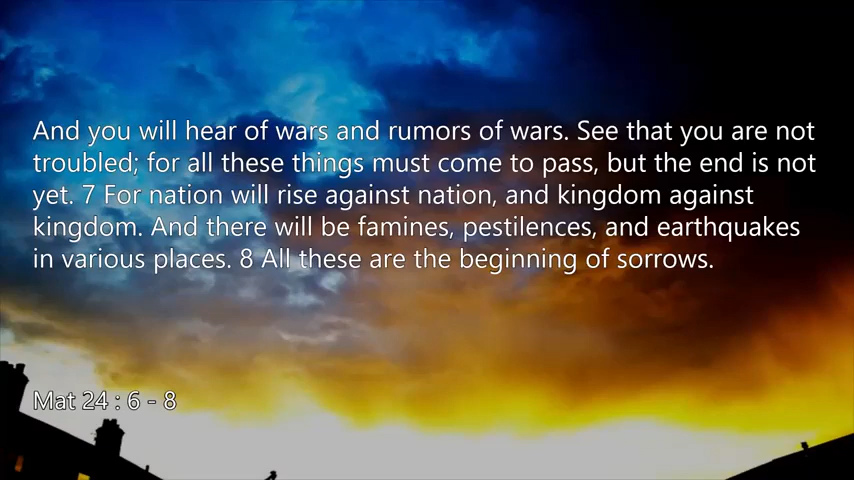 And you will hear of wars and rumors of wars. See that you are not
troubled; for all these things must come to pass, but the end is not
yet. 7 For nation will rise against nation, and kingdom against
kingdom. And there will be famines, pestilences, and earthquakes
in various places. 8 All these are the beginning of sorrows.
Mat 24 : 6 - 8